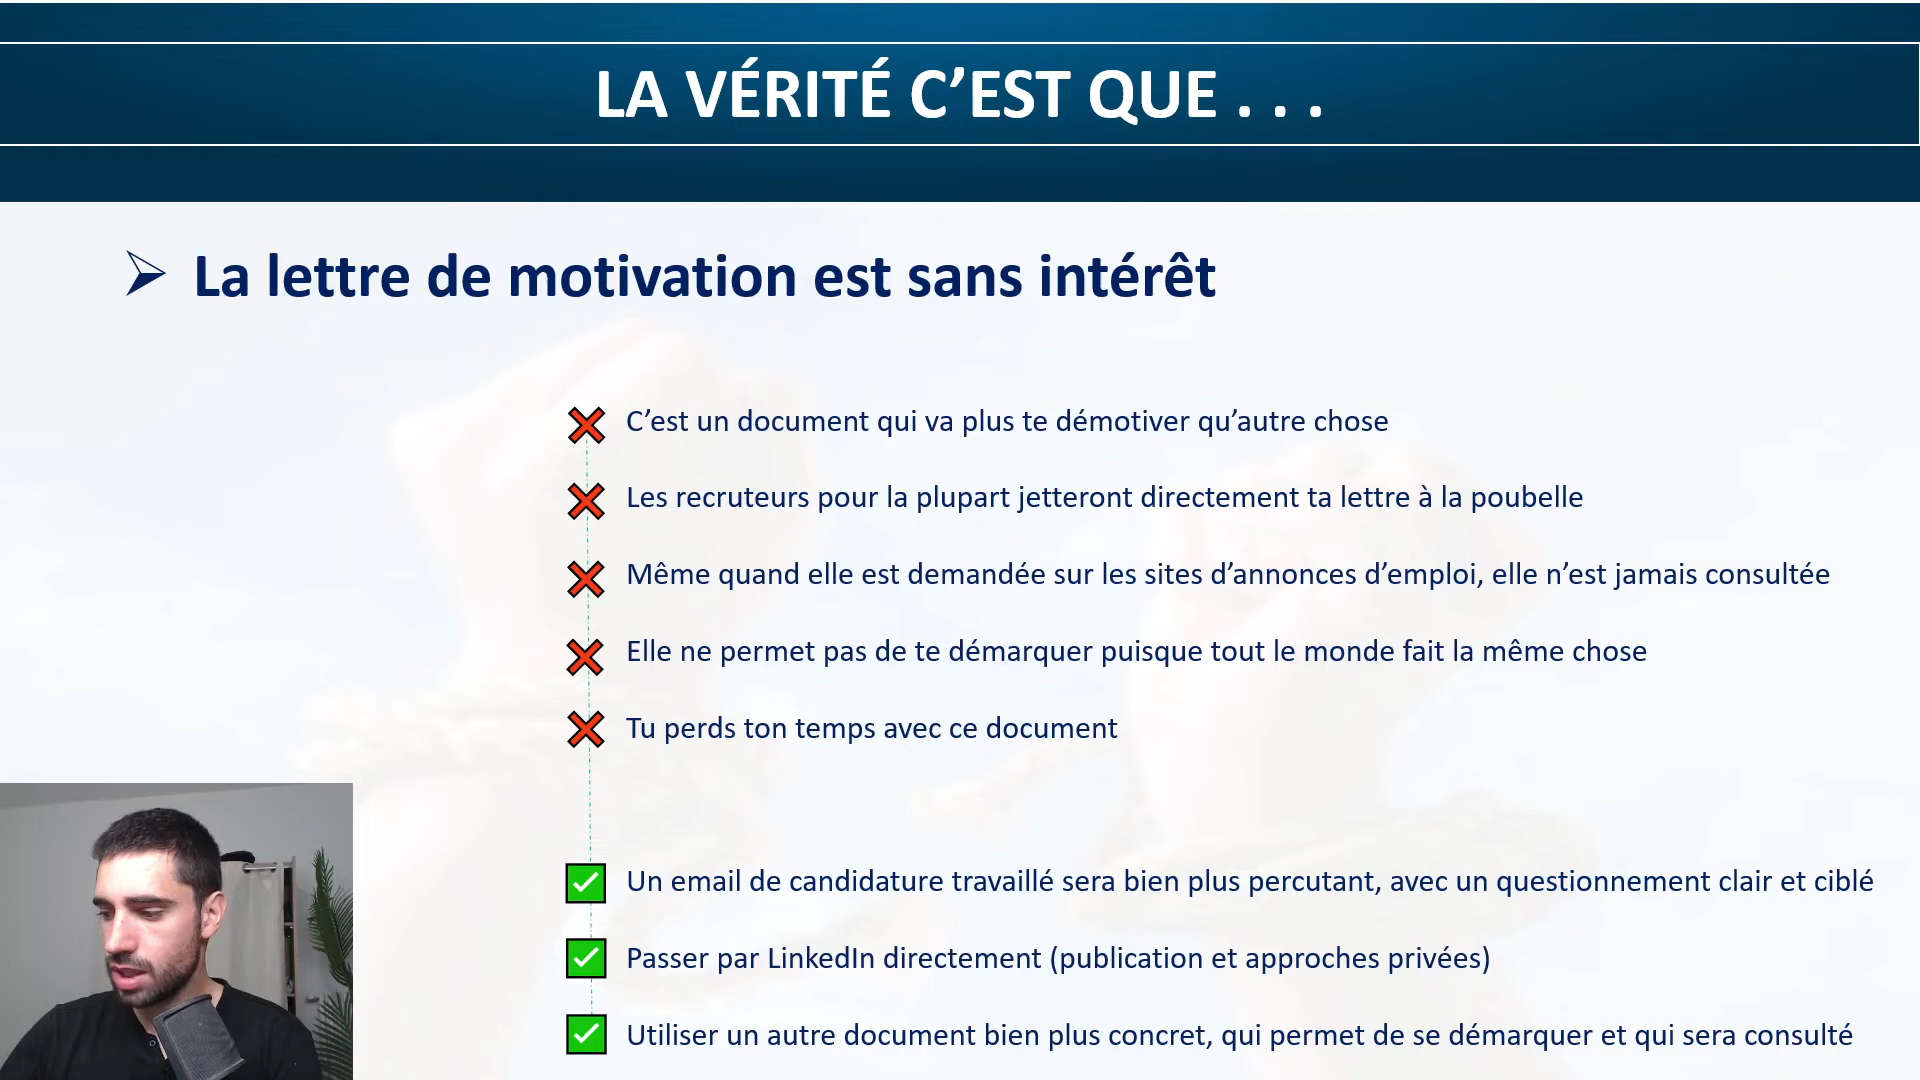 LA VÉRITÉ C’EST QUE . . .
La lettre de motivation est sans intérêt
C’est un document qui va plus te démotiver qu’autre chose
Les recruteurs pour la plupart jetteront directement ta lettre à la poubelle
Même quand elle est demandée sur les sites d’annonces d’emploi, elle n’est jamais consultée
Elle ne permet pas de te démarquer puisque tout le monde fait la même chose
Tu perds ton temps avec ce document
Un email de candidature travaillé sera bien plus percutant, avec un questionnement clair et ciblé
Passer par LinkedIn directement (publication et approches privées)
Utiliser un autre document bien plus concret, qui permet de se démarquer et qui sera consulté